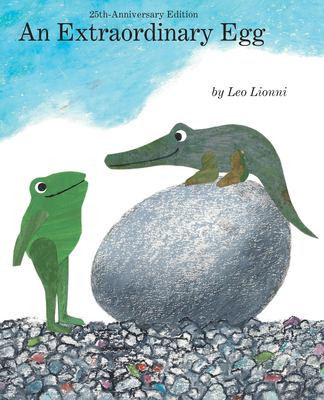 25th-Anniversary Edition
An Extraordinary Egg
by Leo Lionni